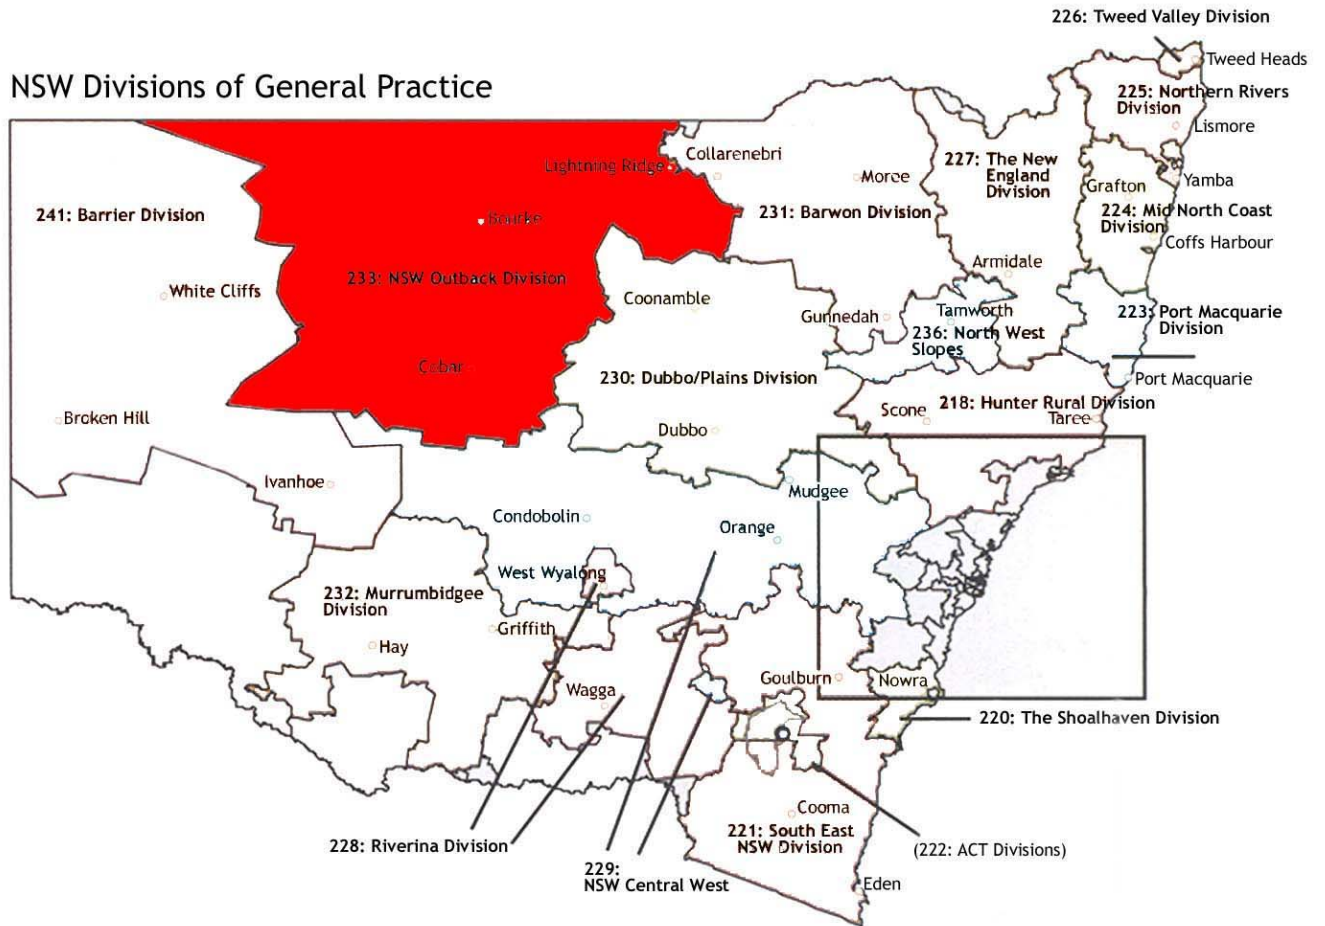 226: Tweed Valley Division
Tweed Heads
NSW Divisions of General Practice
225: Northern Rivers
Division
Lismore
Lightning Ridge
Collarenebri
Moree
227: The New
England
Division
Grafton
Yamba
241: Barrier Division
Bourke
231: Barwon Division
224: Mid North Coast
Division
Coffs Harbour
233: NSW Outback Division
White Cliffs
Coonamble
Armidale
Gunnedah
Tamworth
236: North West
Slopes
223: Port Macquarie
Division
Cobar
230: Dubbo/Plains Division
Port Macquarie
Broken Hill
Scone
218: Hunter Rural Division
Taree
Dubbo
Ivanhoe
Mudgee
Condobolin
Orange
West Wyalong
232: Murrumbidgee
Division
Griffith
Hay
Goulburn
Nowra
Wagga
220: The Shoalhaven Division
Cooma
221: South East
NSW Division
228: Riverina Division
(222: ACT Divisions)
229:
NSW Central West
Eden